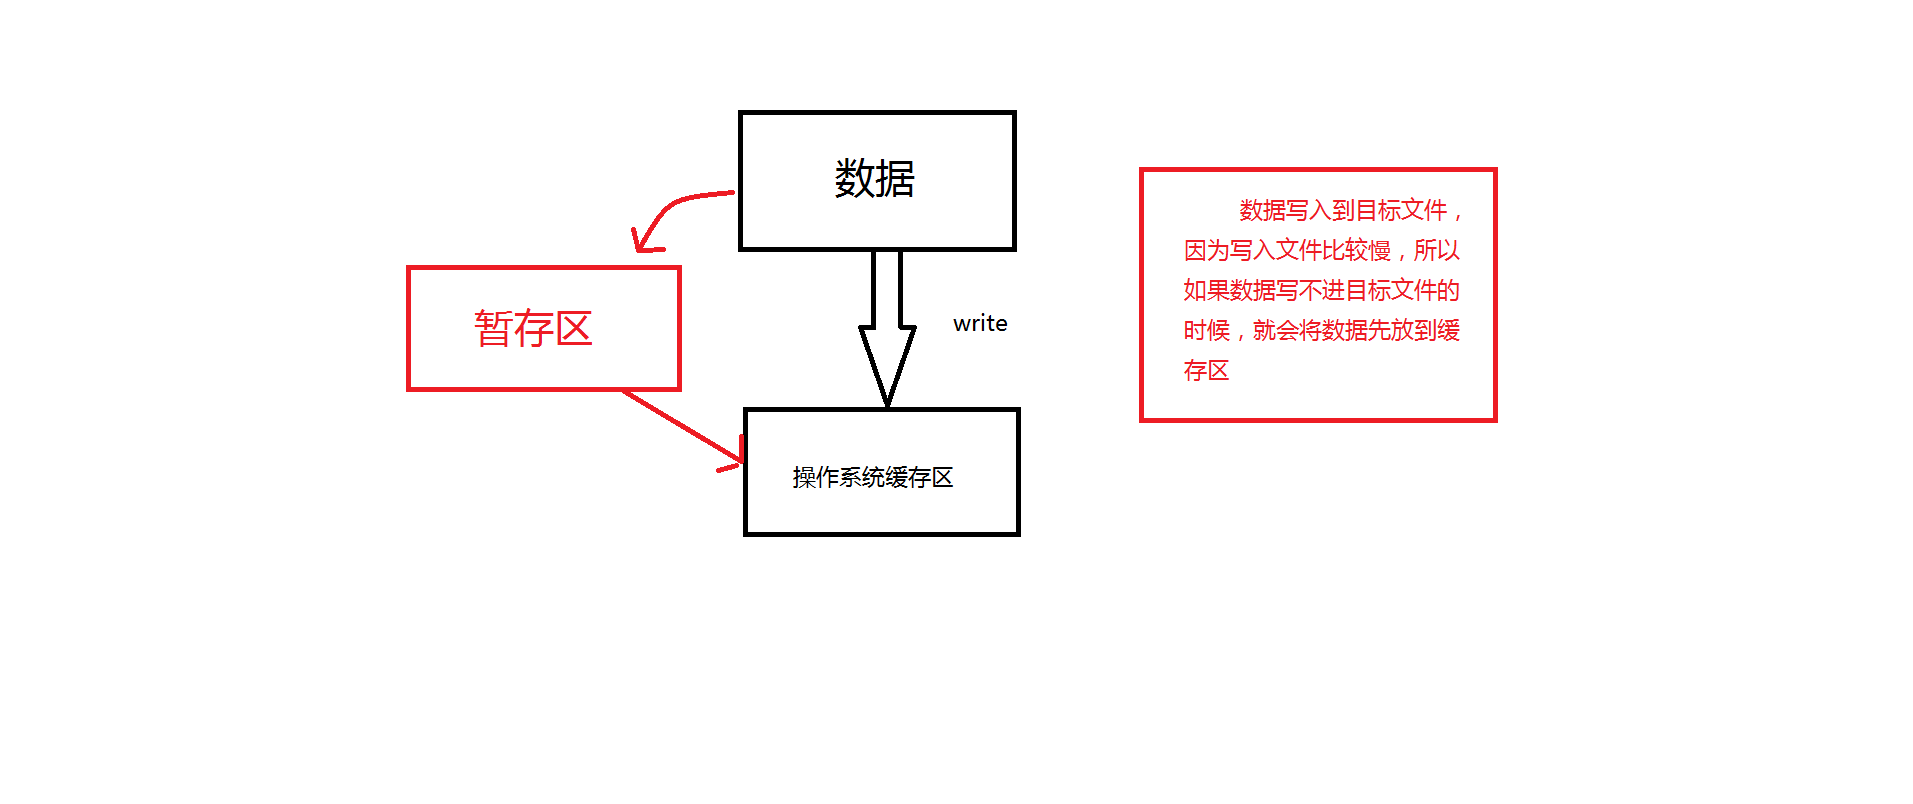 数据
暂存区
write
操作系统缓存区
数据写入到目标文件，
因为写入文件比较慢，所以
如果数据写不进目标文件的
时候，就会将数据先放到缓
存区